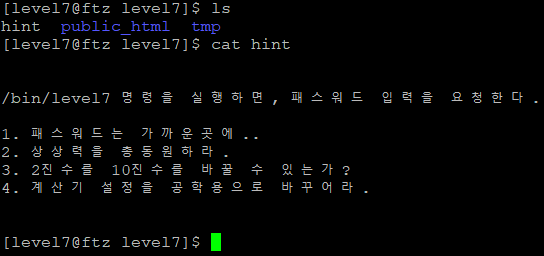 [level7@ftz level7]$ ls
hint  public_html  tmp
[level7@ftz level7]$ cat hint
/bin/level7 명령을 실행하면, 패스워드 입력을 요청한다.
1. 패스워드는 가까운곳에..
2. 상상력을 총동원하라.
3. 2진수를 10진수를 바꿀 수 있는가?
4. 계산기 설정을 공학용으로 바꾸어라.
[level7@ftz level7]$